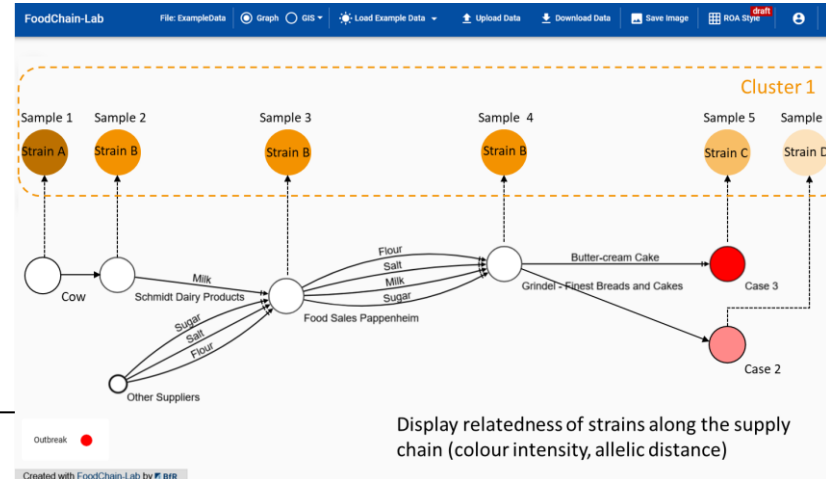 FoodChain-Lab File: ExampleData Graph GIS Load Example Data Upload Data Download Data Save Image ROA Style draft
Cluster 1
Sample 1 Sample 2 Sample 3 Sample 4 Sample 5 Sample
Strain A Strain B Strain B Strain B Strain C Strain D
Flour
Salt
Milk
Sugar
Butter-cream Cake
Milk
Cow
Schmidt Dairy Products
Grindel - Finest Breads and Cakes
Case 3
Sugar
Salt
Flour
Food Sales Pappenheim
Case 2
Other Suppliers
Display relatedness of strains along the supply
chain (colour intensity, allelic distance)
Outbreak
Created with FoodChain-Lab by BfR